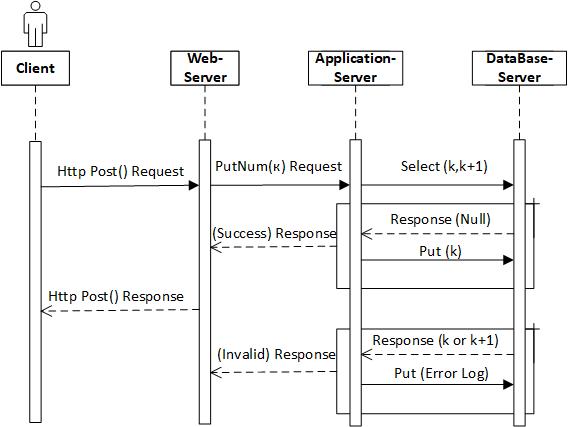 Client
Web-
Server
Application-
Server
DataBase-
Server
Http Post() Request
PutNum(к) Request
Select (k,k+1)
Response (Null)
(Success) Response
Put (k)
Http Post() Response
Response (k or k+1)
(Invalid) Response
Put (Error Log)